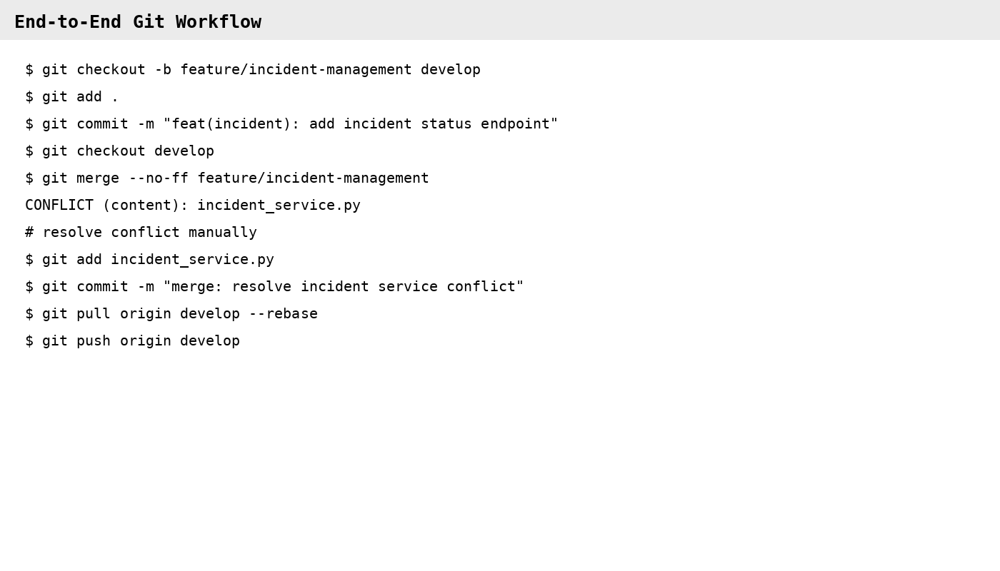 End-to-End Git Workflow
$ git checkout -b feature/incident-management develop
$ git add .
$ git commit -m "feat(incident): add incident status endpoint"
$ git checkout develop
$ git merge --no-ff feature/incident-management
CONFLICT (content): incident_service.py
# resolve conflict manually
$ git add incident_service.py
$ git commit -m "merge: resolve incident service conflict"
$ git pull origin develop --rebase
$ git push origin develop